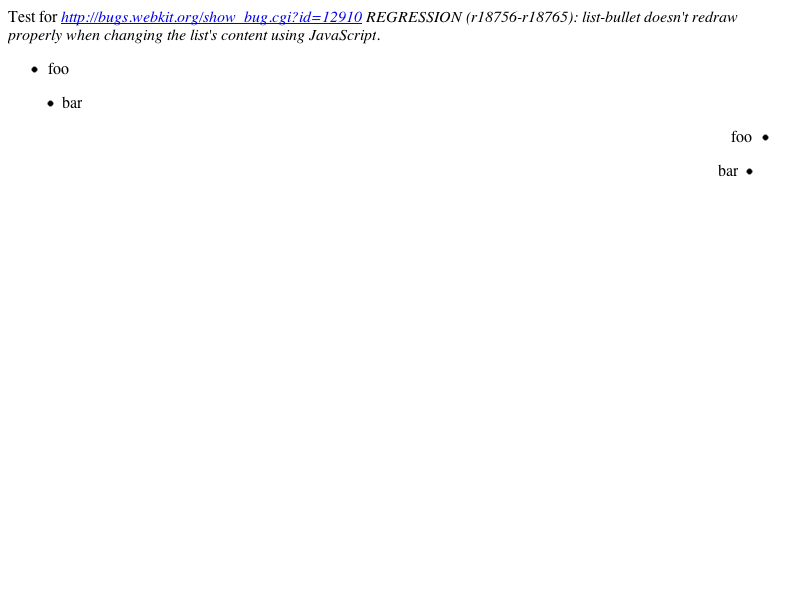 Test for http://bugs.webkit.org/show_bug.cgi?id=12910 REGRESSION (r18756-r18765): list-bullet doesn't redraw
properly when changing the list's content using JavaScript.
• foo
• bar
foo •
bar •